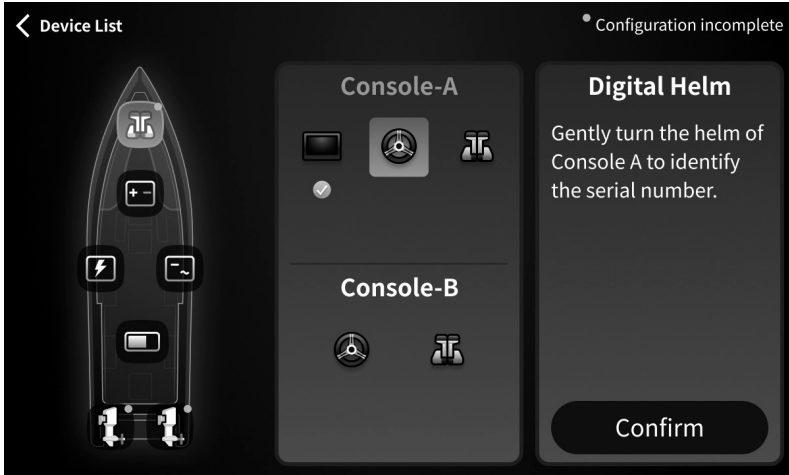 Device List
Configuration incomplete
Console-A
Console-B
Digital Helm
Gently turn the helm of
Console A to identify
the serial number.
Confirm